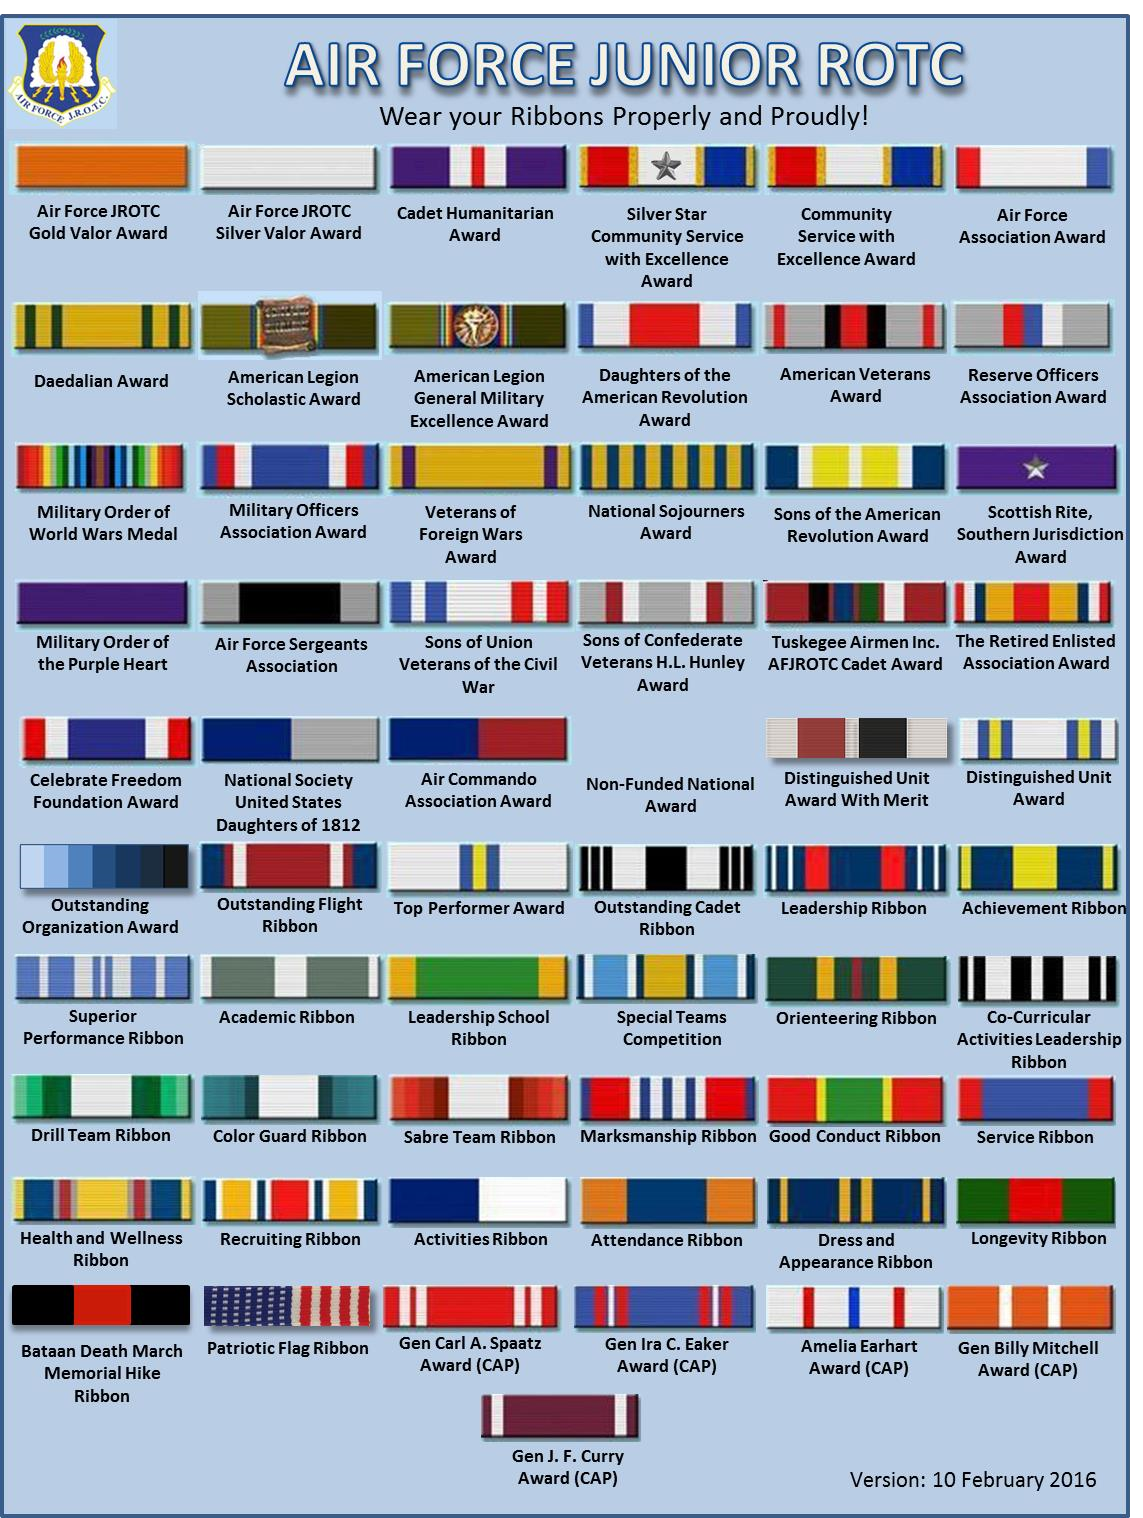 AIR FORCE J.R.O.T.C.
AIR FORCE JUNIOR ROTC
Wear your Ribbons Properly and Proudly!
Air Force JROTC
Gold Valor Award
Air Force JROTC
Silver Valor Award
Cadet Humanitarian
Award
Silver Star
Community Service
with Excellence
Award
Community
Service with
Excellence Award
Air Force
Association Award
Daedalian Award
American Legion
Scholastic Award
American Legion
General Military
Excellence Award
Daughters of the
American Revolution
Award
American Veterans
Award
Reserve Officers
Association Award
Military Order of
World Wars Medal
Military Officers
Association Award
Veterans of
Foreign Wars
Award
National Sojourners
Award
Sons of the American
Revolution Award
Scottish Rite,
Southern Jurisdiction
Award
Military Order of
the Purple Heart
Air Force Sergeants
Association
Sons of Union
Veterans of the Civil
War
Sons of Confederate
Veterans H.L. Hunley
Award
Tuskegee Airmen Inc.
AFJROTC Cadet Award
The Retired Enlisted
Association Award
Celebrate Freedom
Foundation Award
National Society
United States
Daughters of 1812
Air Commando
Association Award
Non-Funded National
Award
Distinguished Unit
Award With Merit
Distinguished Unit
Award
Outstanding
Organization Award
Outstanding Flight
Ribbon
Top Performer Award
Outstanding Cadet
Ribbon
Leadership Ribbon
Achievement Ribbon
Superior
Performance Ribbon
Academic Ribbon
Leadership School
Ribbon
Special Teams
Competition
Orienteering Ribbon
Co-Curricular
Activities Leadership
Ribbon
Drill Team Ribbon
Color Guard Ribbon
Sabre Team Ribbon
Marksmanship Ribbon
Good Conduct Ribbon
Service Ribbon
Health and Wellness
Ribbon
Recruiting Ribbon
Activities Ribbon
Attendance Ribbon
Dress and
Appearance Ribbon
Longevity Ribbon
Bataan Death March
Memorial Hike
Ribbon
Patriotic Flag Ribbon
Gen Carl A. Spaatz
Award (CAP)
Gen Ira C. Eaker
Award (CAP)
Amelia Earhart
Award (CAP)
Gen Billy Mitchell
Award (CAP)
Gen J. F. Curry
Award (CAP)
Version: 10 February 2016